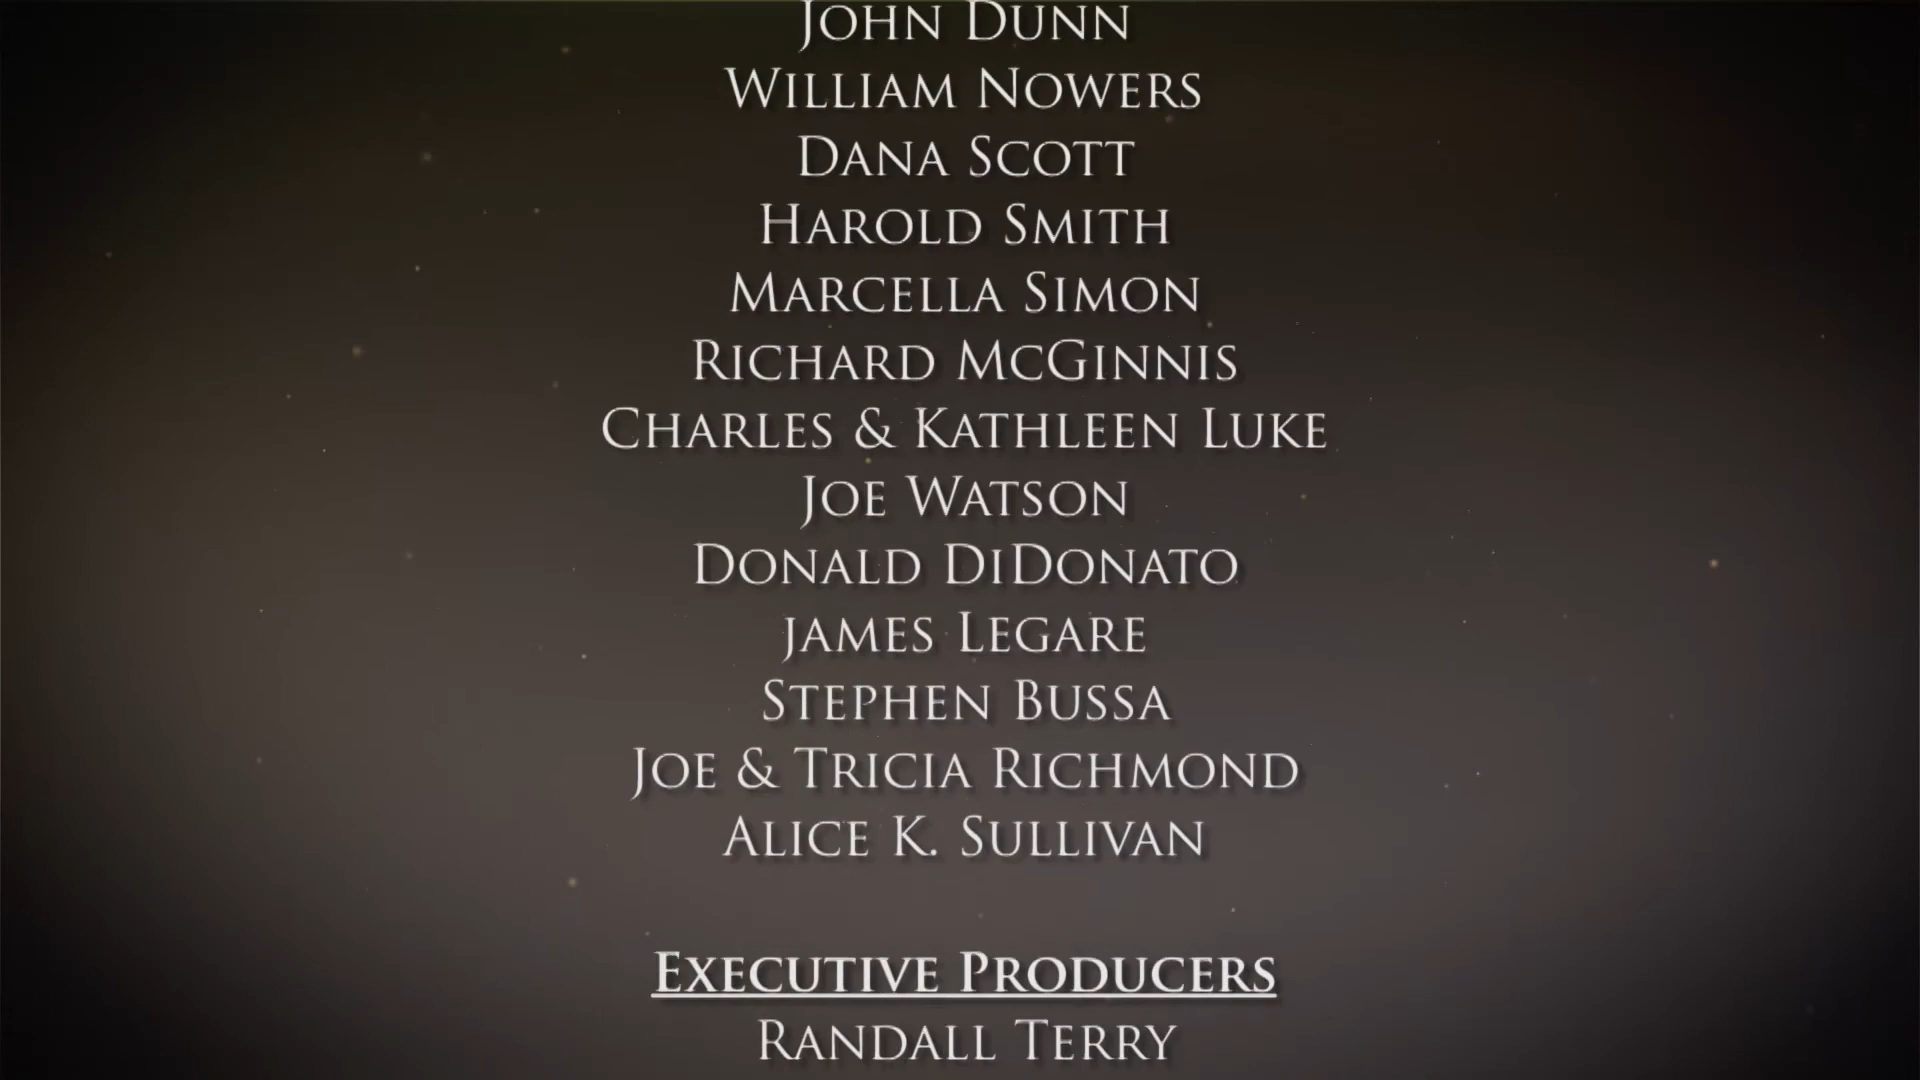 John Dunn
William Nowers
Dana Scott
Harold Smith
Marcella Simon
Richard McGinnis
Charles & Kathleen Luke
Joe Watson
Donald DiDonato
james Legare
Stephen Bussa
Joe & Tricia Richmond
Alice K. Sullivan
Executive Producers
Randall Terry